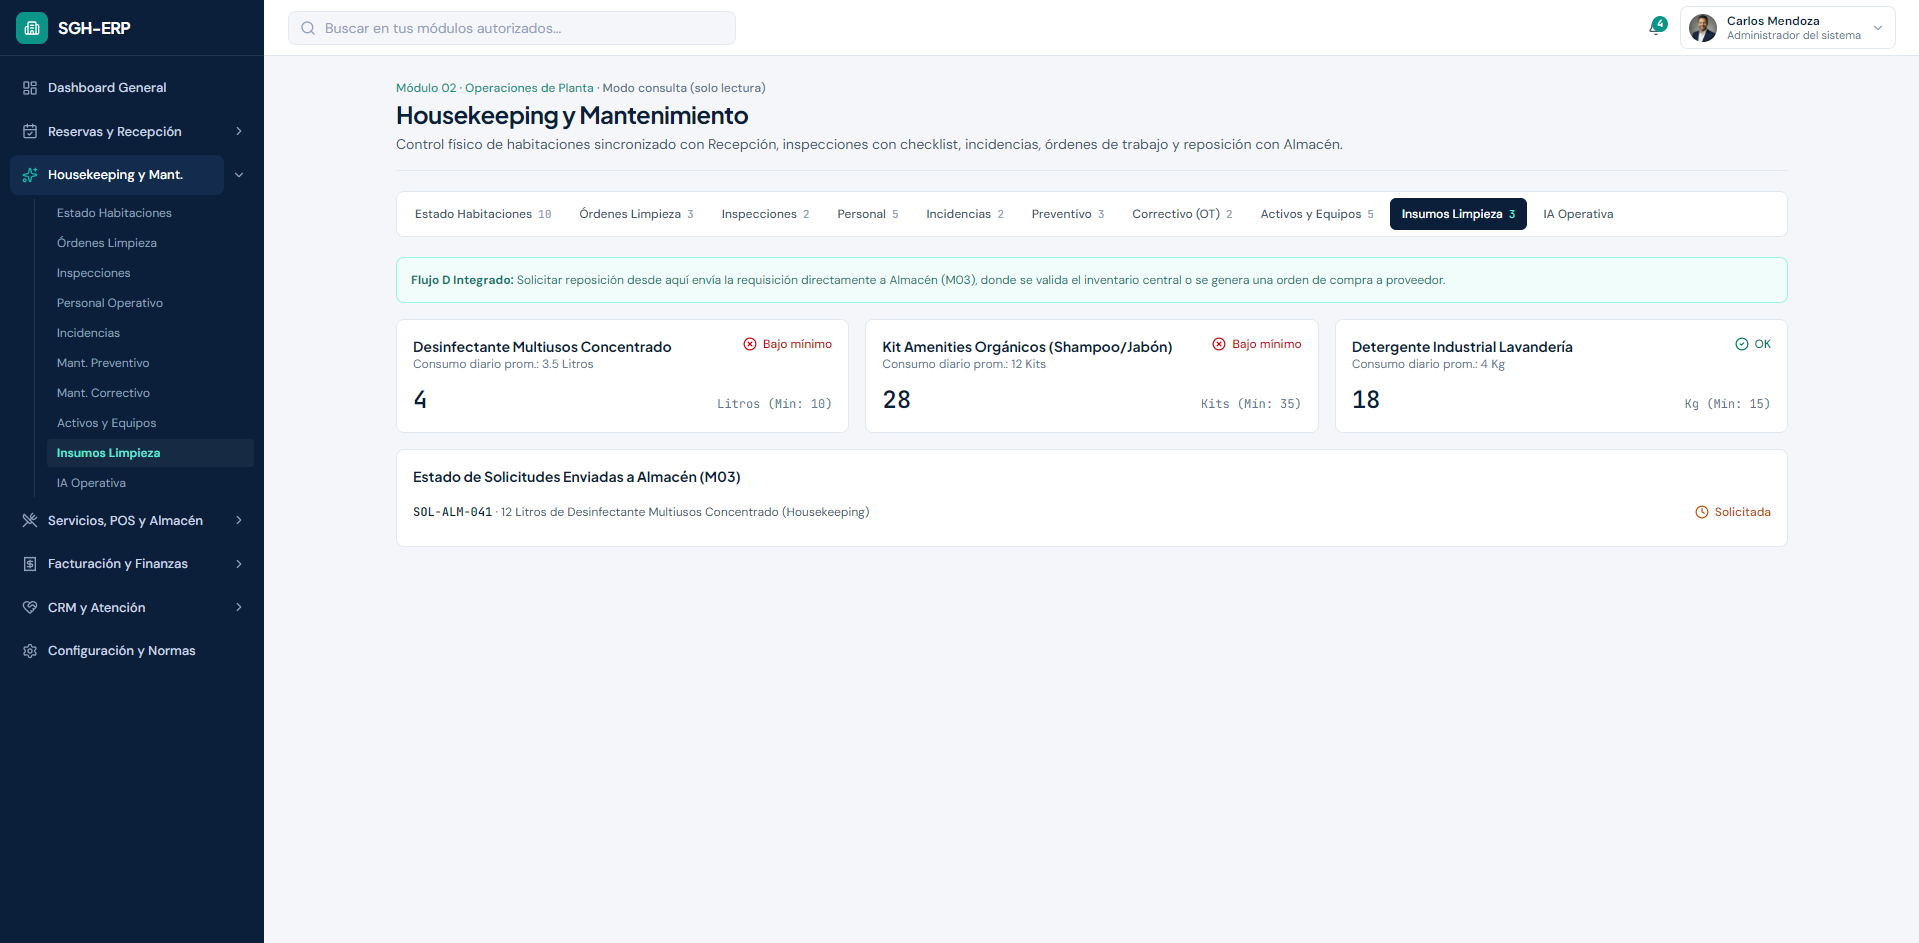 SGH-ERP
Buscar en tus módulos autorizados...
4
Carlos Mendoza
Administrador del sistema
Dashboard General
Reservas y Recepción
Housekeeping y Mant.
Estado Habitaciones
Órdenes Limpieza
Inspecciones
Personal Operativo
Incidencias
Mant. Preventivo
Mant. Correctivo
Activos y Equipos
Insumos Limpieza
IA Operativa
Servicios, POS y Almacén
Facturación y Finanzas
CRM y Atención
Configuración y Normas
Módulo 02 · Operaciones de Planta · Modo consulta (solo lectura)
Housekeeping y Mantenimiento
Control físico de habitaciones sincronizado con Recepción, inspecciones con checklist, incidencias, órdenes de trabajo y reposición con Almacén.
Estado Habitaciones 10 Órdenes Limpieza 3 Inspecciones 2 Personal 5 Incidencias 2 Preventivo 3 Correctivo (OT) 2 Activos y Equipos 5 Insumos Limpieza 3 IA Operativa
Flujo D Integrado: Solicitar reposición desde aquí envía la requisición directamente a Almacén (M03), donde se valida el inventario central o se genera una orden de compra a proveedor.
Desinfectante Multiusos Concentrado
Bajo mínimo
Consumo diario prom.: 3.5 Litros
4
Litros (Mín: 10)
Kit Amenities Orgánicos (Shampoo/Jabón)
Bajo mínimo
Consumo diario prom.: 12 Kits
28
Kits (Mín: 35)
Detergente Industrial Lavandería
OK
Consumo diario prom.: 4 Kg
18
Kg (Mín: 15)
Estado de Solicitudes Enviadas a Almacén (M03)
SOL-ALM-041 · 12 Litros de Desinfectante Multiusos Concentrado (Housekeeping)
Solicitada